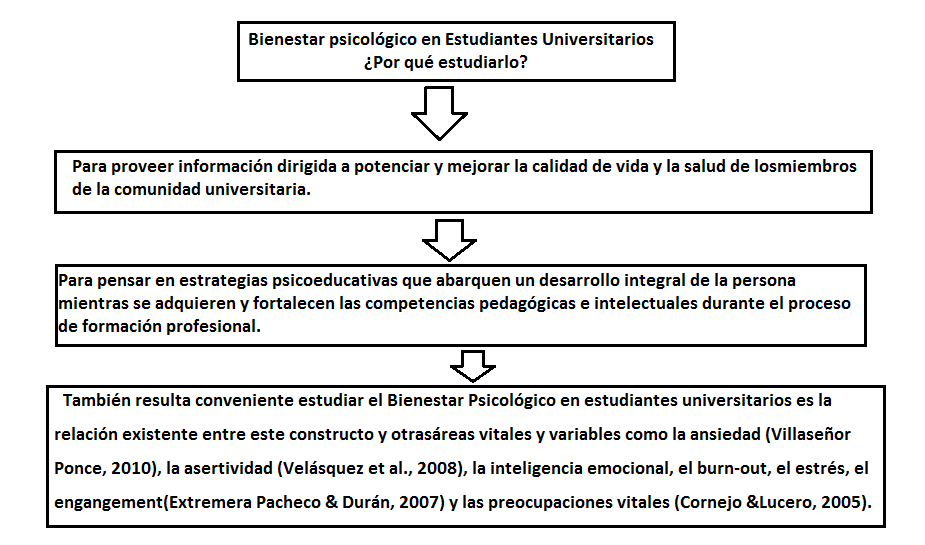 Bienestar psicológico en Estudiantes Universitarios
¿Por qué estudiarlo?
Para proveer información dirigida a potenciar y mejorar la calidad de vida y la salud de losmiembros
de la comunidad universitaria.
Para pensar en estrategias psicoeducativas que abarquen un desarrollo integral de la persona
mientras se adquieren y fortalecen las competencias pedagógicas e intelectuales durante el proceso
de formación profesional.
También resulta conveniente estudiar el Bienestar Psicológico en estudiantes universitarios es la
relación existente entre este constructo y otrasáreas vitales y variables como la ansiedad (Villaseñor
Ponce, 2010), la asertividad (Velásquez et al., 2008), la inteligencia emocional, el burn-out, el estrés, el
engangement(Extremera Pacheco & Durán, 2007) y las preocupaciones vitales (Cornejo &Lucero, 2005).